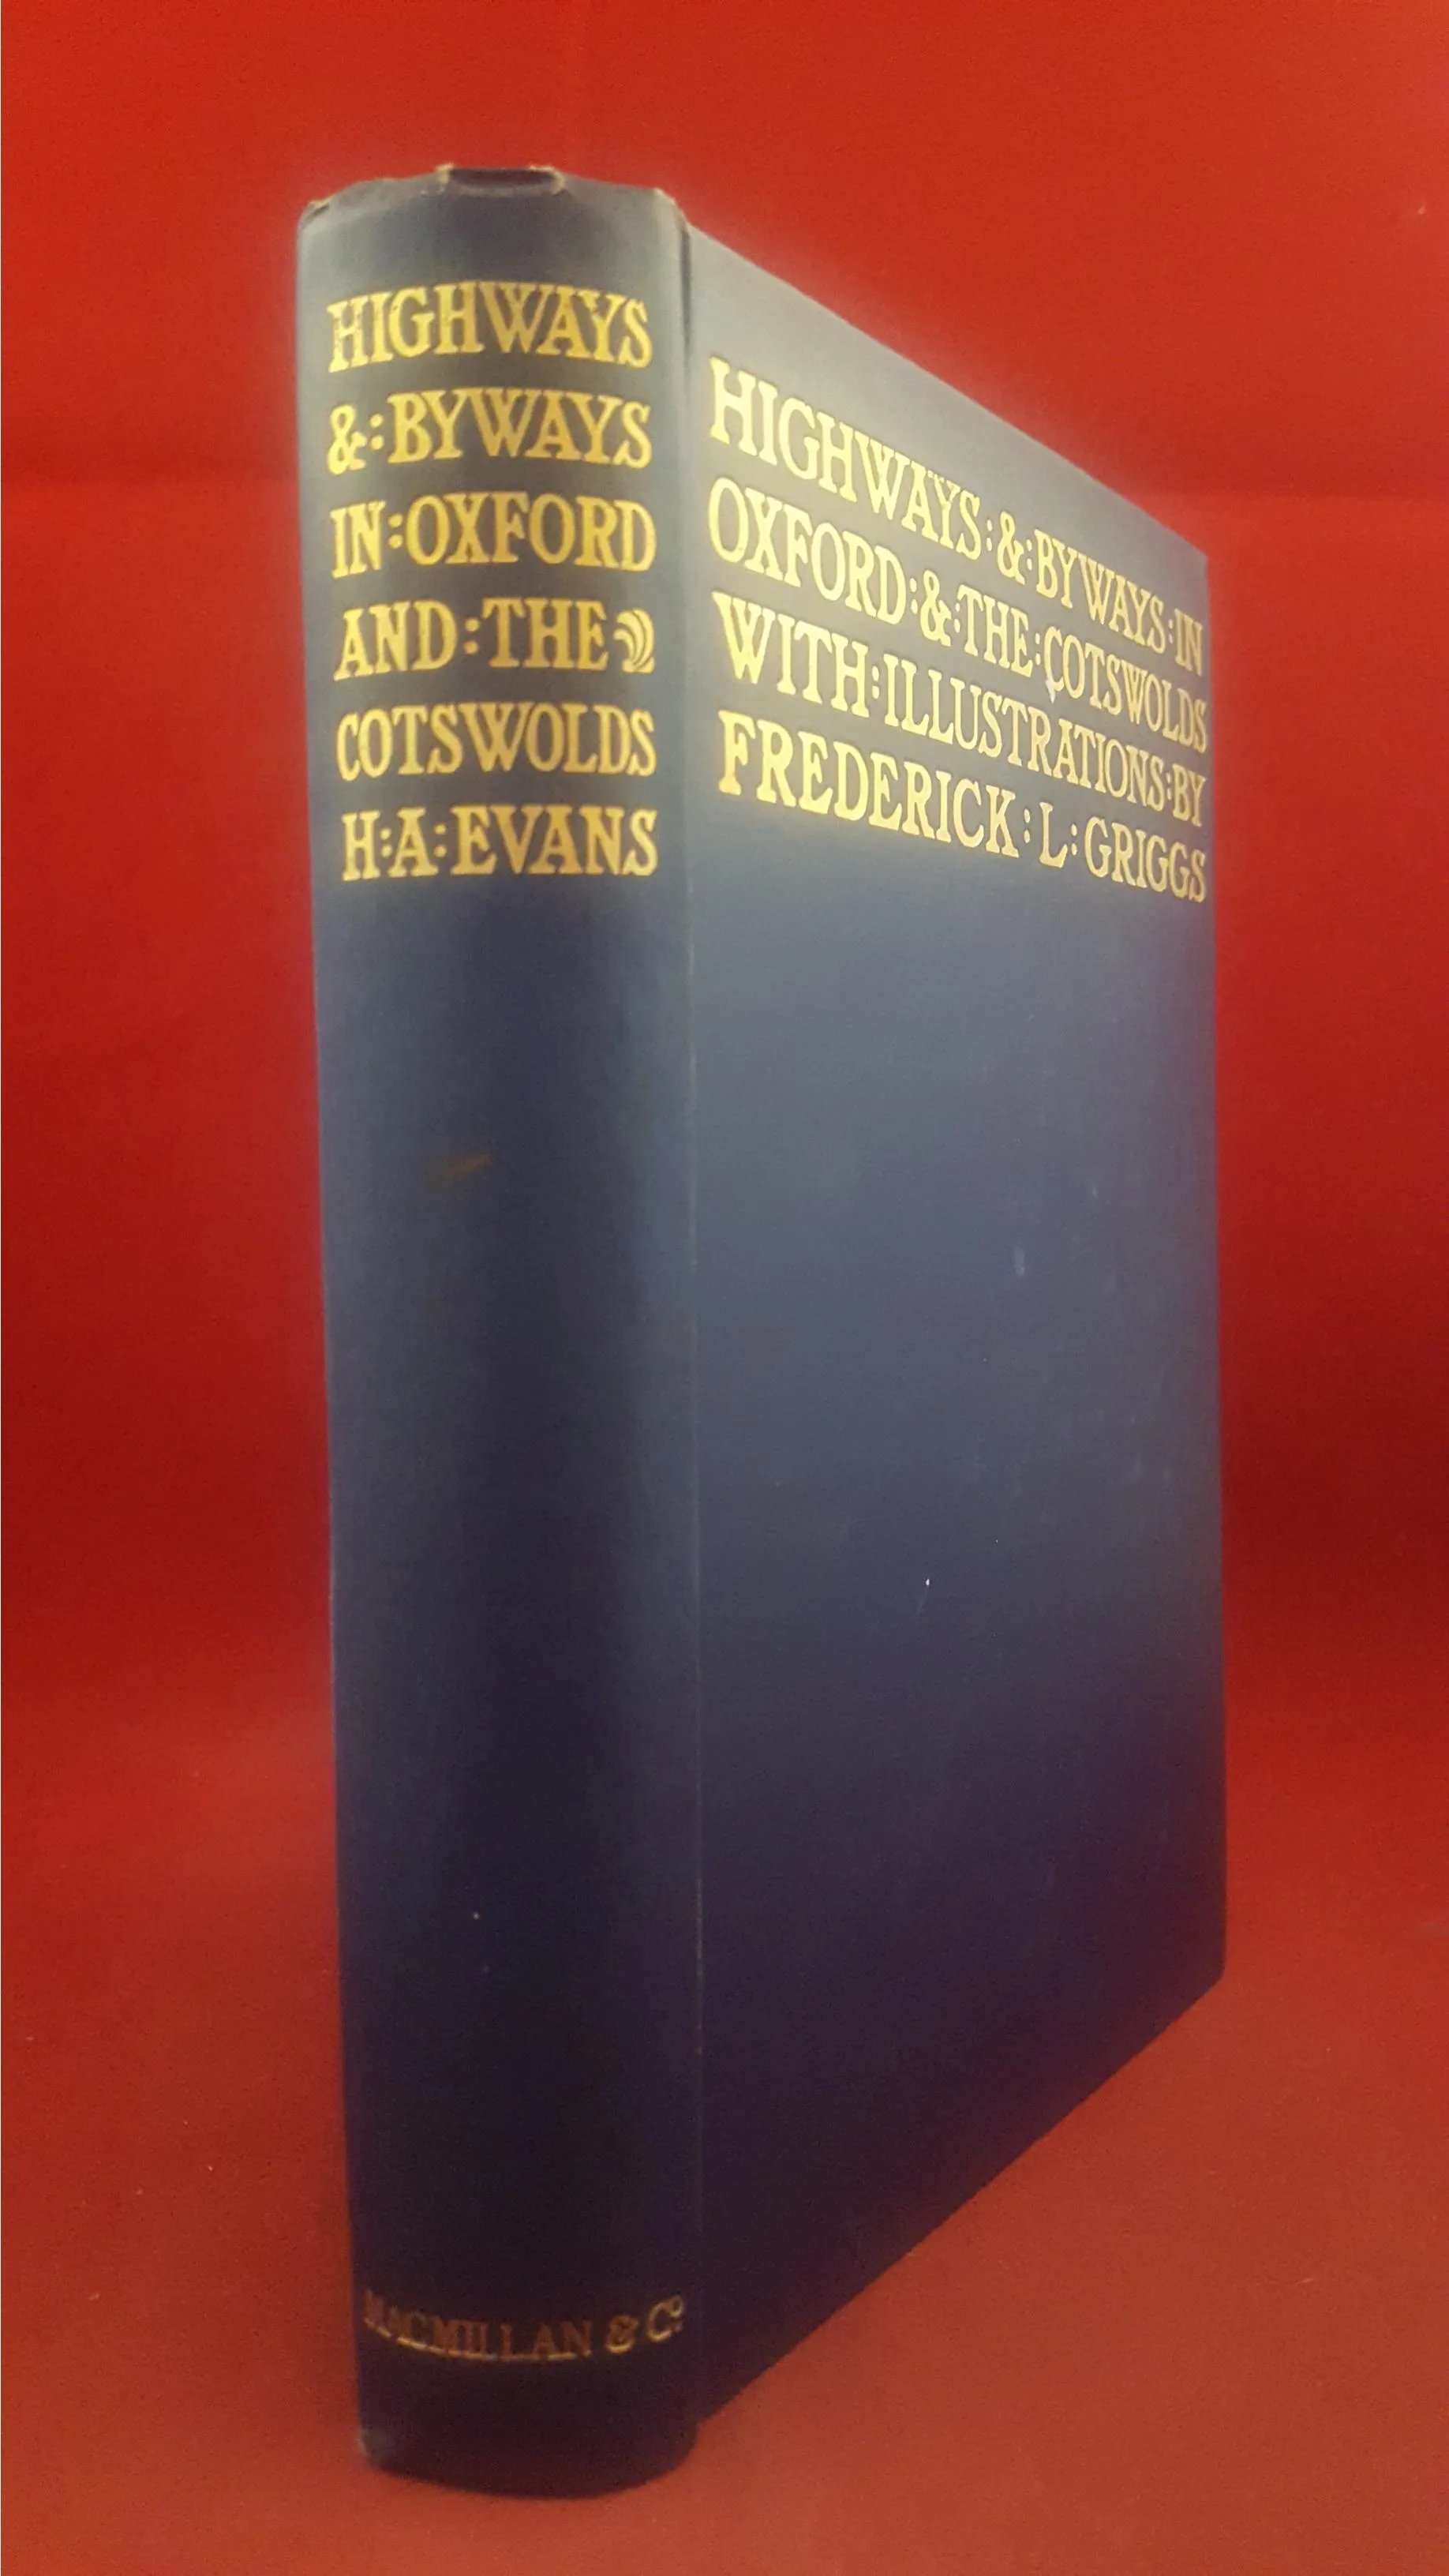 HIGHWAYS
&:BYWAYS
IN:OXFORD
AND:THE
COTSWOLDS
H:A:EVANS
MACMILLAN & Cº
HIGHWAYS:&:BYWAYS:IN
OXFORD:&:THE:COTSWOLDS
WITH:ILLUSTRATIONS:BY
FREDERICK:L:GRIGGS